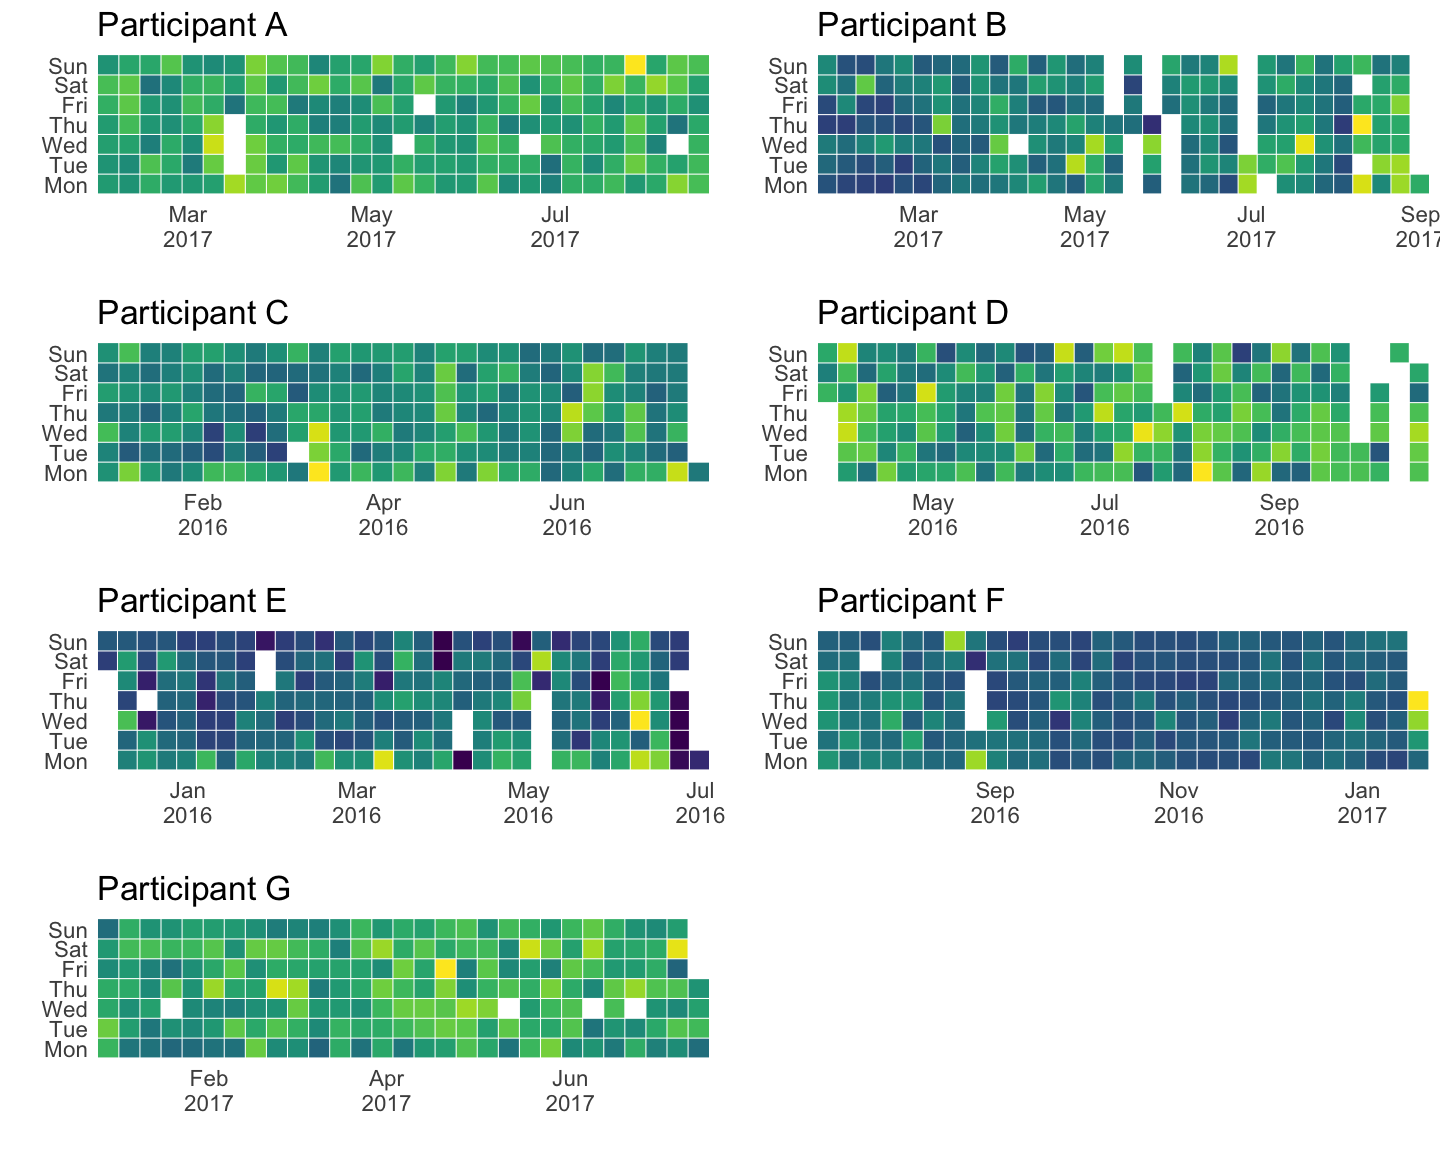 Participant A
Sun
Sat
Fri
Thu
Wed
Tue
Mon
Mar May Jul
2017 2017 2017
Participant B
Sun
Sat
Fri
Thu
Wed
Tue
Mon
Mar May Jul Sep
2017 2017 2017 2017
Participant C
Sun
Sat
Fri
Thu
Wed
Tue
Mon
Feb Apr Jun
2016 2016 2016
Participant D
Sun
Sat
Fri
Thu
Wed
Tue
Mon
May Jul Sep
2016 2016 2016
Participant E
Sun
Sat
Fri
Thu
Wed
Tue
Mon
Jan Mar May Jul
2016 2016 2016 2016
Participant F
Sun
Sat
Fri
Thu
Wed
Tue
Mon
Sep Nov Jan
2016 2016 2017
Participant G
Sun
Sat
Fri
Thu
Wed
Tue
Mon
Feb Apr Jun
2017 2017 2017